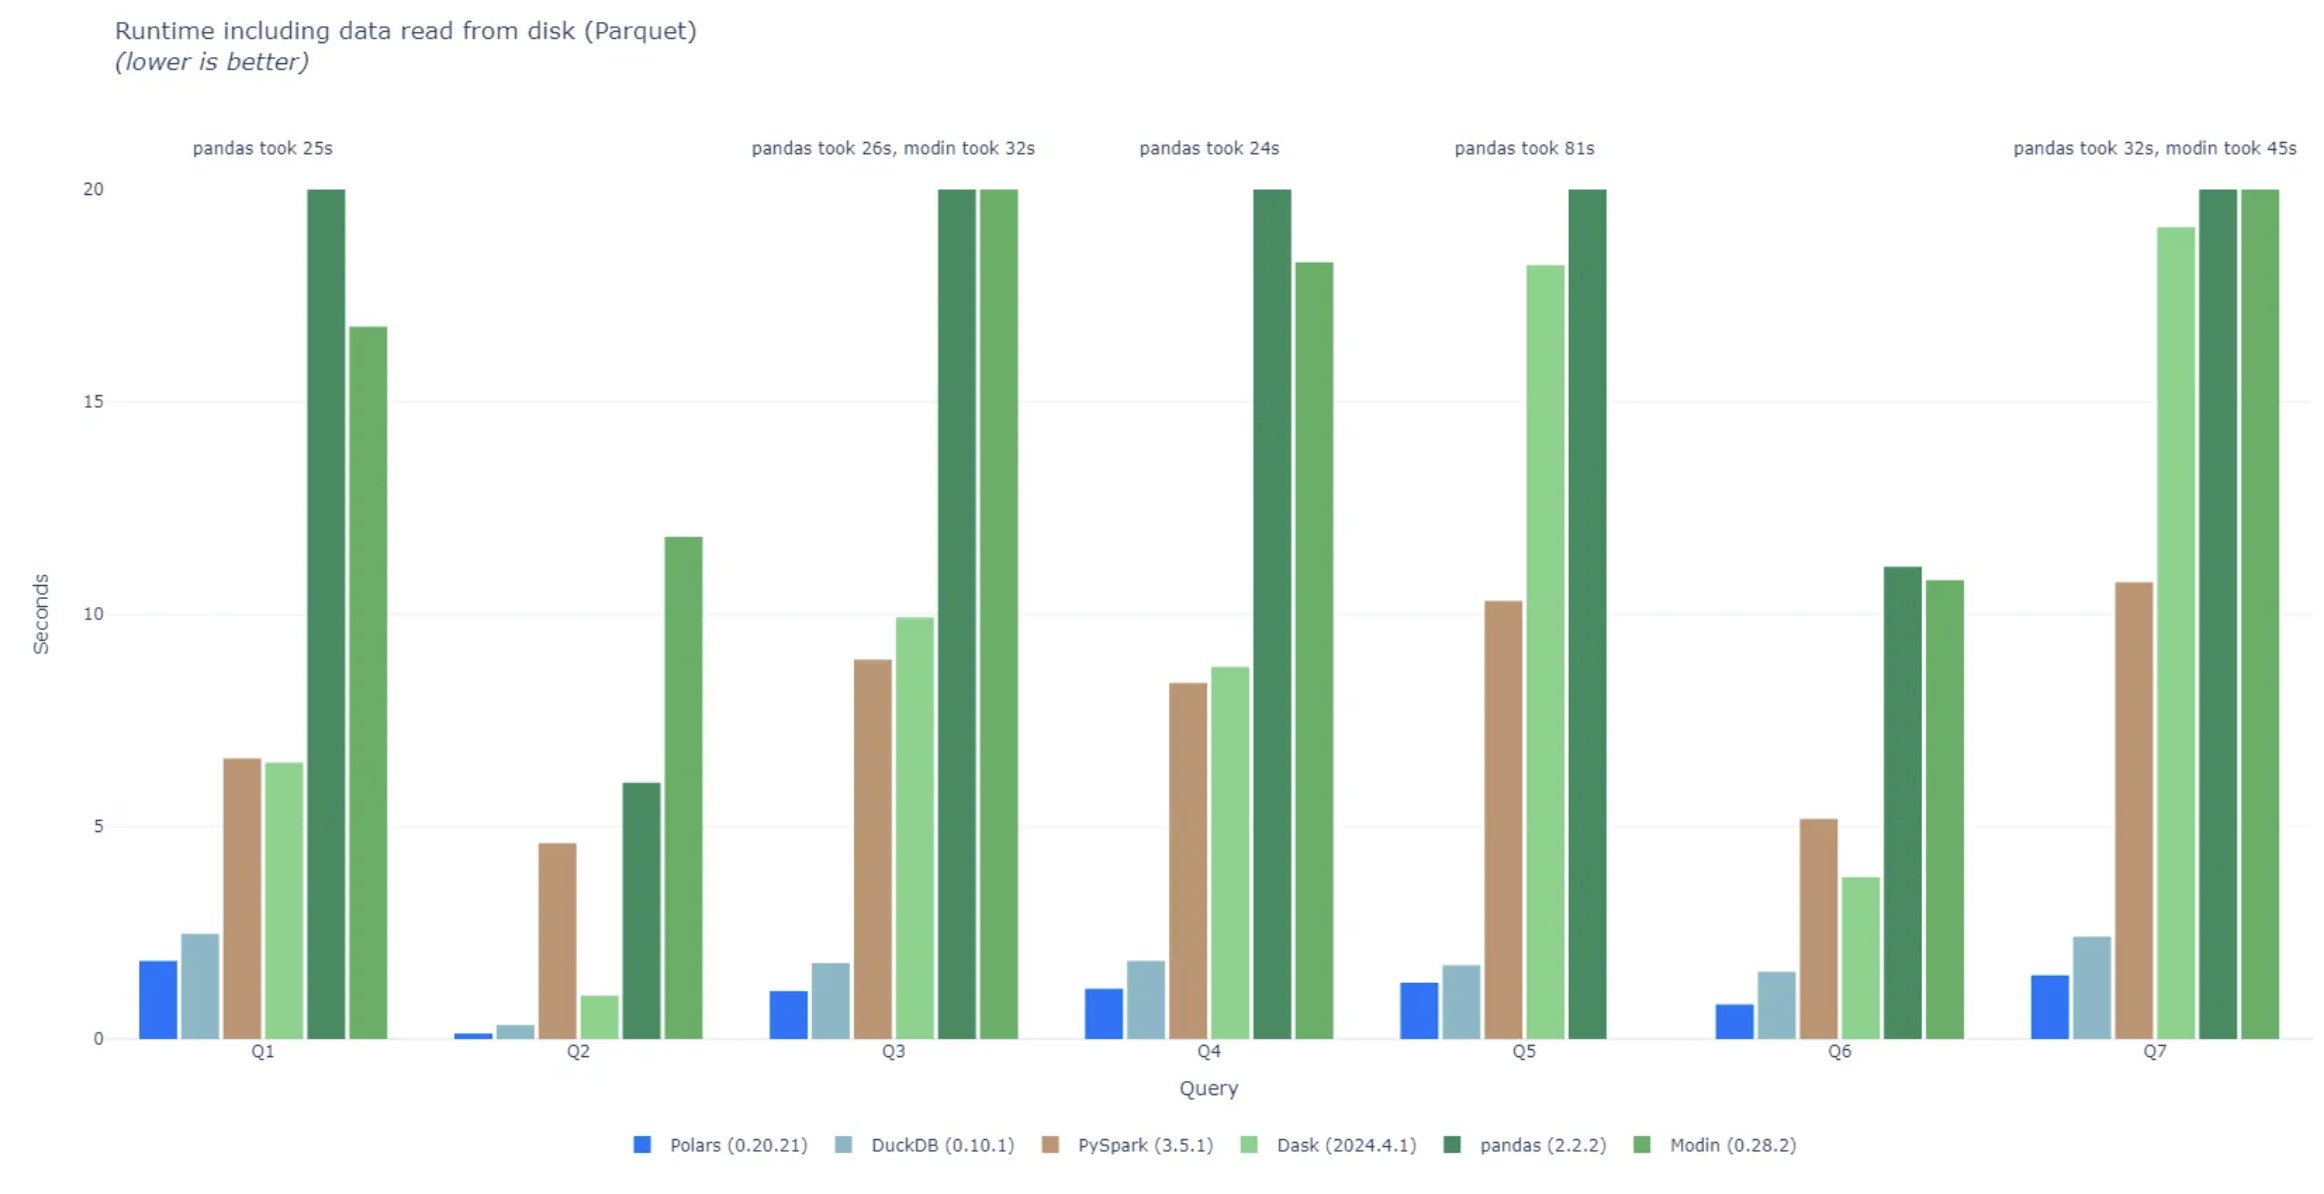 Runtime including data read from disk (Parquet)
(lower is better)
pandas took 25s
pandas took 26s, modin took 32s
pandas took 24s
pandas took 81s
pandas took 32s, modin took 45s
20
15
10
5
0
Seconds
Q1
Q2
Q3
Q4
Q5
Q6
Q7
Query
Polars (0.20.21)
DuckDB (0.10.1)
PySpark (3.5.1)
Dask (2024.4.1)
pandas (2.2.2)
Modin (0.28.2)